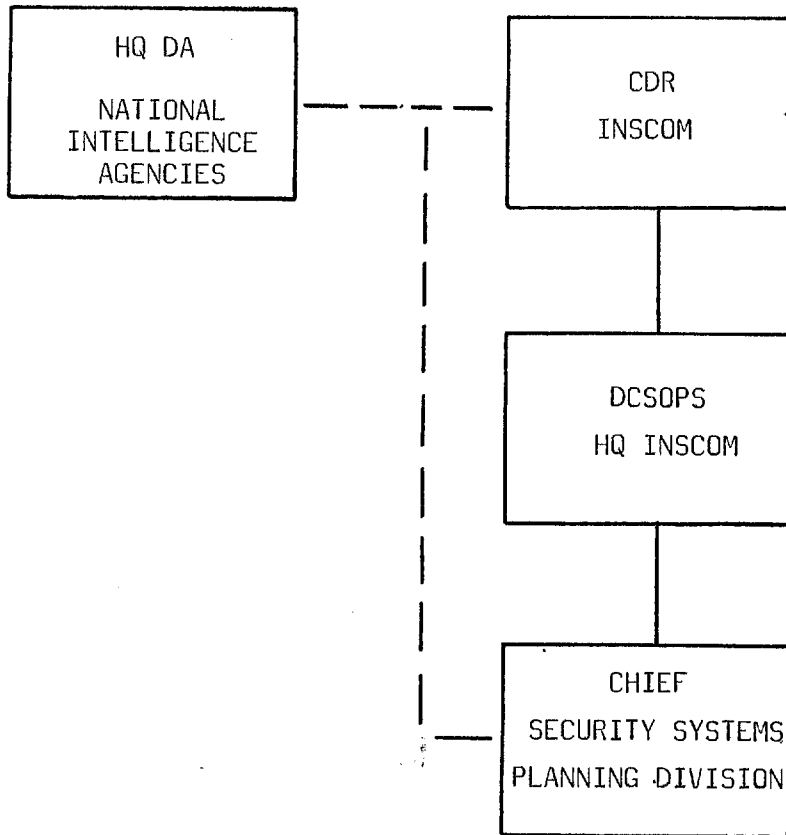 HQ DA
NATIONAL
INTELLIGENCE
AGENCIES
CDR
INSCOM
DCSOPS
HQ INSCOM
CHIEF
SECURITY SYSTEMS
PLANNING DIVISION